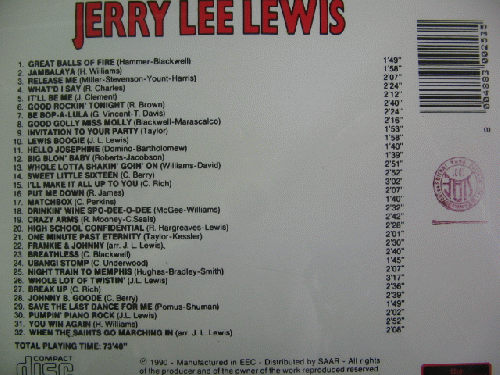 JERRY LEE LEWIS
1. GREAT BALLS OF FIRE (Hammer-Blackwell) 1'49"
2. JAMBALAYA (H. Williams) 1'58"
3. RELEASE ME (Miller-Stevenson-Yount-Harris) 2'07"
4. WHAT'D I SAY (R. Charles) 2'24"
5. IT'LL BE ME (J. Clement) 2'12"
6. GOOD ROCKIN' TONIGHT (R. Brown) 2'40"
7. BE BOP-A-LULA (G. Vincent-T. Davis) 2'24"
8. GOOD GOLLY MISS MOLLY (Blackwell-Marascalco) 2'16"
9. INVITATION TO YOUR PARTY (Taylor) 1'53"
10. LEWIS BOOGIE (J. L. Lewis) 1'58"
11. HELLO JOSEPHINE (Domino-Bartholomew) 1'40"
12. BIG BLON' BABY (Roberts-Jacobson) 1'39"
13. WHOLE LOTTA SHAKIN' GOIN' ON (Williams-David) 2'51"
14. SWEET LITTLE SIXTEEN (C. Berry) 2'52"
15. I'LL MAKE IT ALL UP TO YOU (C. Rich) 3'02"
16. PUT ME DOWN (R. James) 2'07"
17. MATCHBOX (C. Perkins) 1'40"
18. DRINKIN' WINE SPO-DEE-O-DEE (McGee-Williams) 2'32"
19. CRAZY ARMS (R. Mooney-C. Seals) 2'42"
20. HIGH SCHOOL CONFIDENTIAL (R. Hargreaves-Lewis) 2'28"
21. ONE MINUTE PAST ETERNITY (Taylor-Kessler) 2'01"
22. FRANKIE & JOHNNY (arr. J. L. Lewis), 2'30"
23. BREATHLESS (C. Blackwell) 2'40"
24. UBANGI STOMP (C. Underwood) 1'45"
25. NIGHT TRAIN TO MEMPHIS (Hughes-Bradley-Smith) 2'07"
26. WHOLE LOT OF TWISTIN' (J.L. Lewis) 3'17"
27. BREAK UP (C. Rich) 2'36"
28. JOHNNY B. GOODE (C. Berry) 2'39"
29. SAVE THE LAST DANCE FOR ME (Pomus-Shuman) 1'49"
30. PUMPIN' PIANO ROCK (J.L. Lewis) 2'02"
31. YOU WIN AGAIN (H. Williams) 2'52"
32. WHEN THE SAINTS GO MARCHING IN (arr. J. L. Lewis) 2'08"
TOTAL PLAYING TIME: 73'46"
COMPACT
disc
℗ 1990 - Manufactured in EEC - Distributed by SAAR - All rights
of the producer and of the owner of the work reproduced reserved.